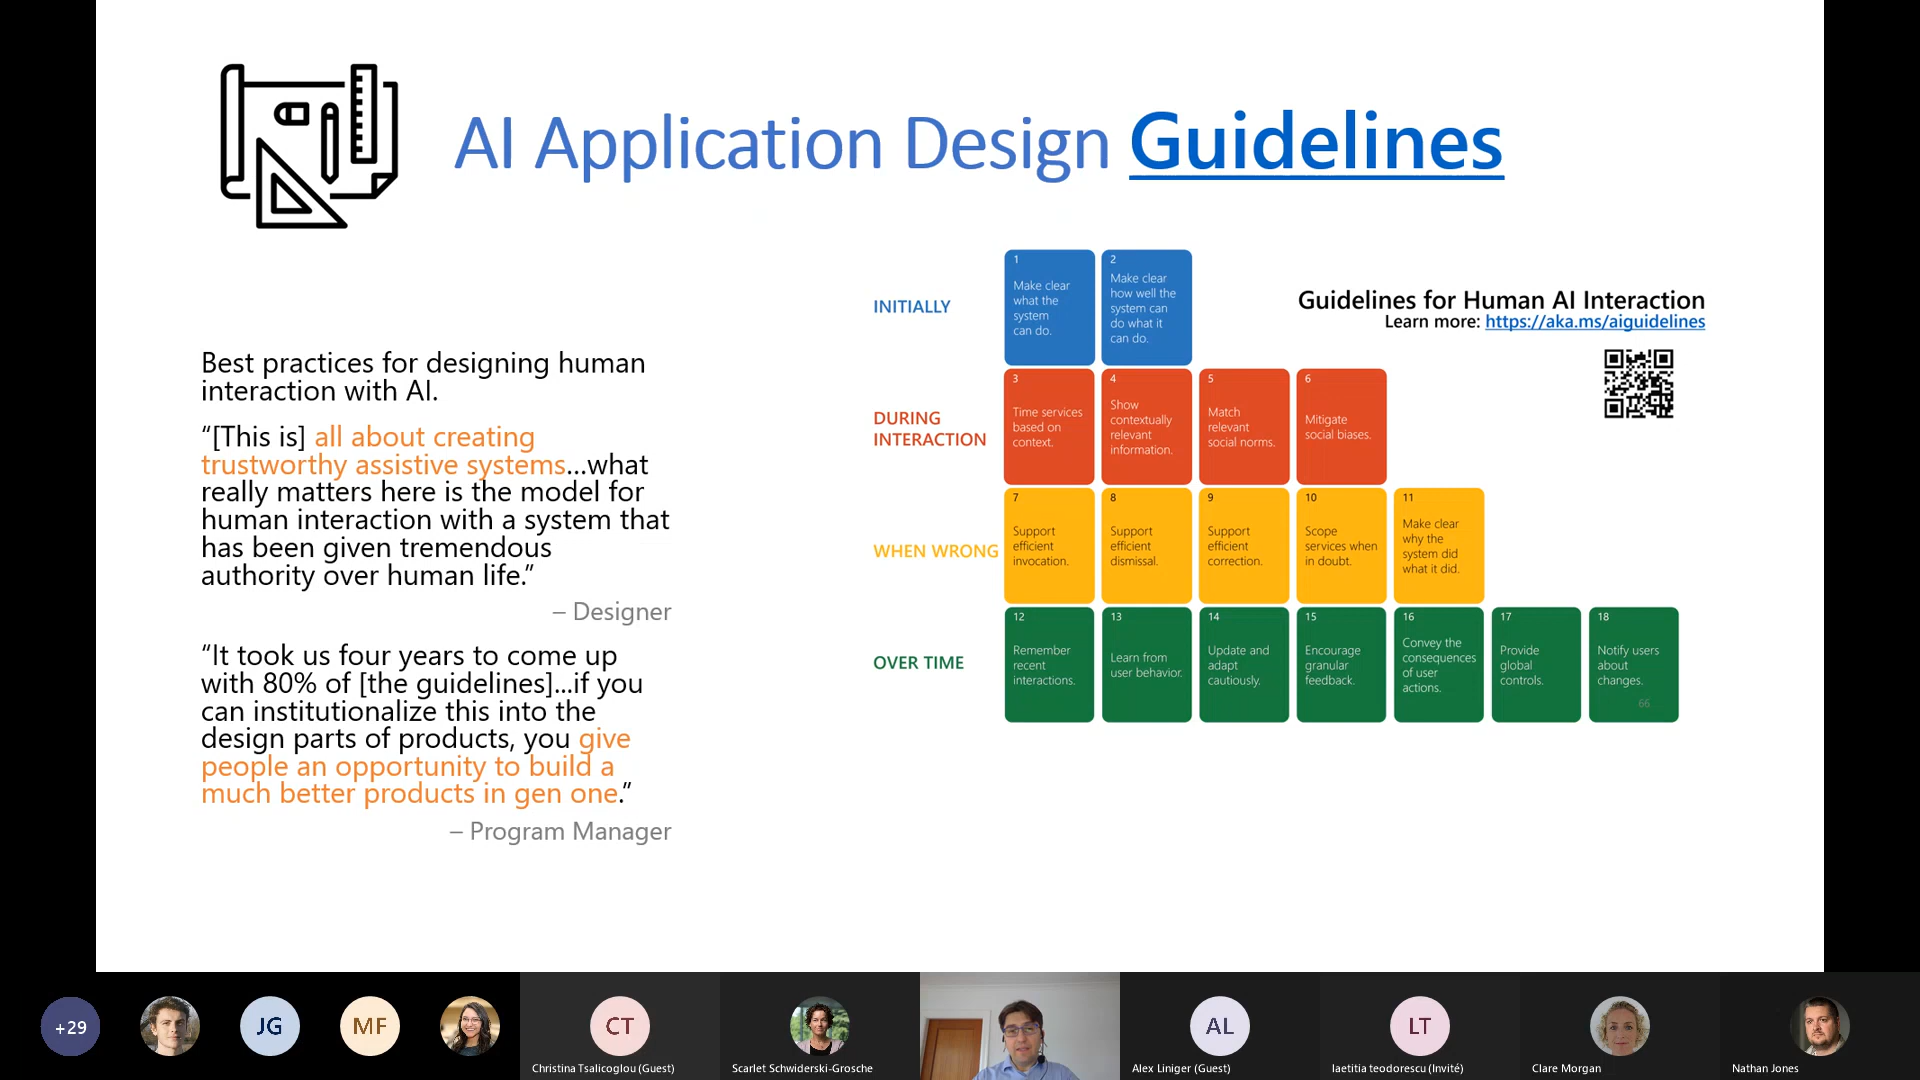 AI Application Design Guidelines
Best practices for designing human
interaction with AI.
“[This is] all about creating
trustworthy assistive systems...what
really matters here is the model for
human interaction with a system that
has been given tremendous
authority over human life.”
– Designer
“It took us four years to come up
with 80% of [the guidelines]...if you
can institutionalize this into the
design parts of products, you give
people an opportunity to build a
much better products in gen one.”
– Program Manager
Guidelines for Human AI Interaction
Learn more: https://aka.ms/aiguidelines
INITIALLY
1
Make clear
what the
system
can do.
2
Make clear
how well the
system can
do what it
can do.
DURING
INTERACTION
3
Time services
based on
context.
4
Show
contextually
relevant
information.
5
Match
relevant
social norms.
6
Mitigate
social biases.
WHEN WRONG
7
Support
efficient
invocation.
8
Support
efficient
dismissal.
9
Support
efficient
correction.
10
Scope
services when
in doubt.
11
Make clear
why the
system did
what it did.
OVER TIME
12
Remember
recent
interactions.
13
Learn from
user behavior.
14
Update and
adapt
cautiously.
15
Encourage
granular
feedback.
16
Convey the
consequences
of user
actions.
17
Provide
global
controls.
18
Notify users
about
changes.
66
+29
JG
MF
CT
Christina Tsalicoglou (Guest)
Scarlet Schwiderski-Grosche
AL
Alex Liniger (Guest)
LT
laetitia teodorescu (Invité)
Clare Morgan
Nathan Jones